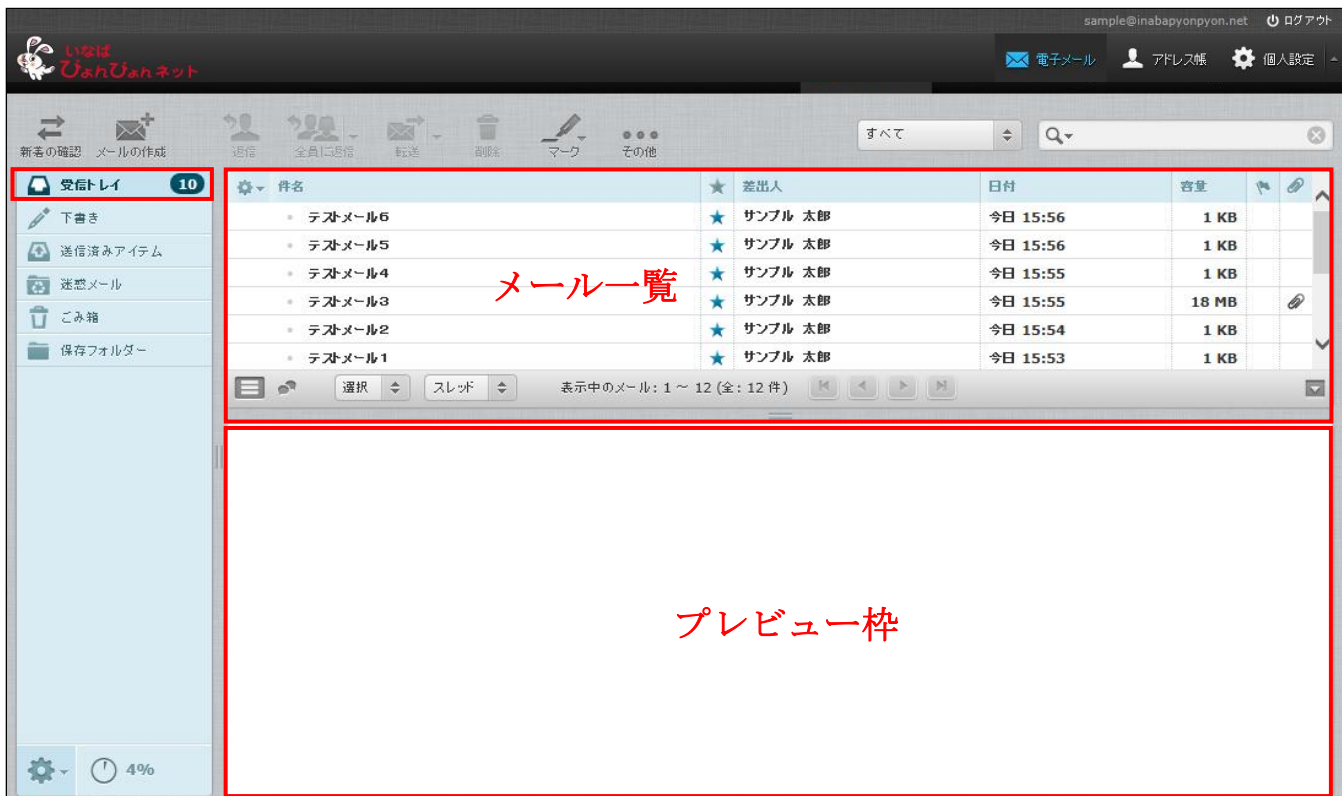 sample@inabapyonpyon.net ログアウト
いなば
ぴょんぴょんネット
電子メール アドレス帳 個人設定
新着の確認 メールの作成 返信 全員に返信 転送 削除 マーク その他 すべて
受信トレイ 10
下書き
送信済みアイテム
迷惑メール
ごみ箱
保存フォルダー
件名 差出人 日付 容量
テストメール6 サンプル 太郎 今日 15:56 1 KB
テストメール5 サンプル 太郎 今日 15:56 1 KB
テストメール4 サンプル 太郎 今日 15:55 1 KB
テストメール3 サンプル 太郎 今日 15:55 18 MB
テストメール2 サンプル 太郎 今日 15:54 1 KB
テストメール1 サンプル 太郎 今日 15:53 1 KB
メール一覧
選択 スレッド 表示中のメール: 1 ~ 12 (全: 12 件)
プレビュー枠
4%